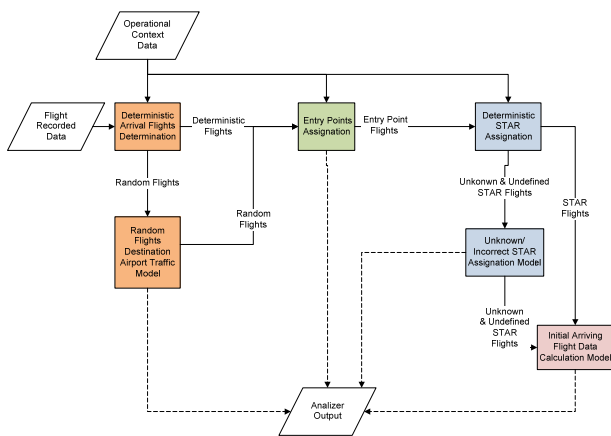 Operational
Context
Data
Flight
Recorded
Data
Deterministic
Arrival Flights
Determination
Deterministic
Flights
Entry Points
Assignation
Entry Point
Flights
Deterministic
STAR
Assignation
Random Flights
Random
Flights
Unkonwn & Undefined
STAR Flights
STAR
Flights
Random
Flights
Destination
Airport Traffic
Model
Unknown/
Incorrect STAR
Assignation Model
Unknown
& Undefined
STAR
Flights
Initial Arriving
Flight Data
Calculation Model
Analizer
Output